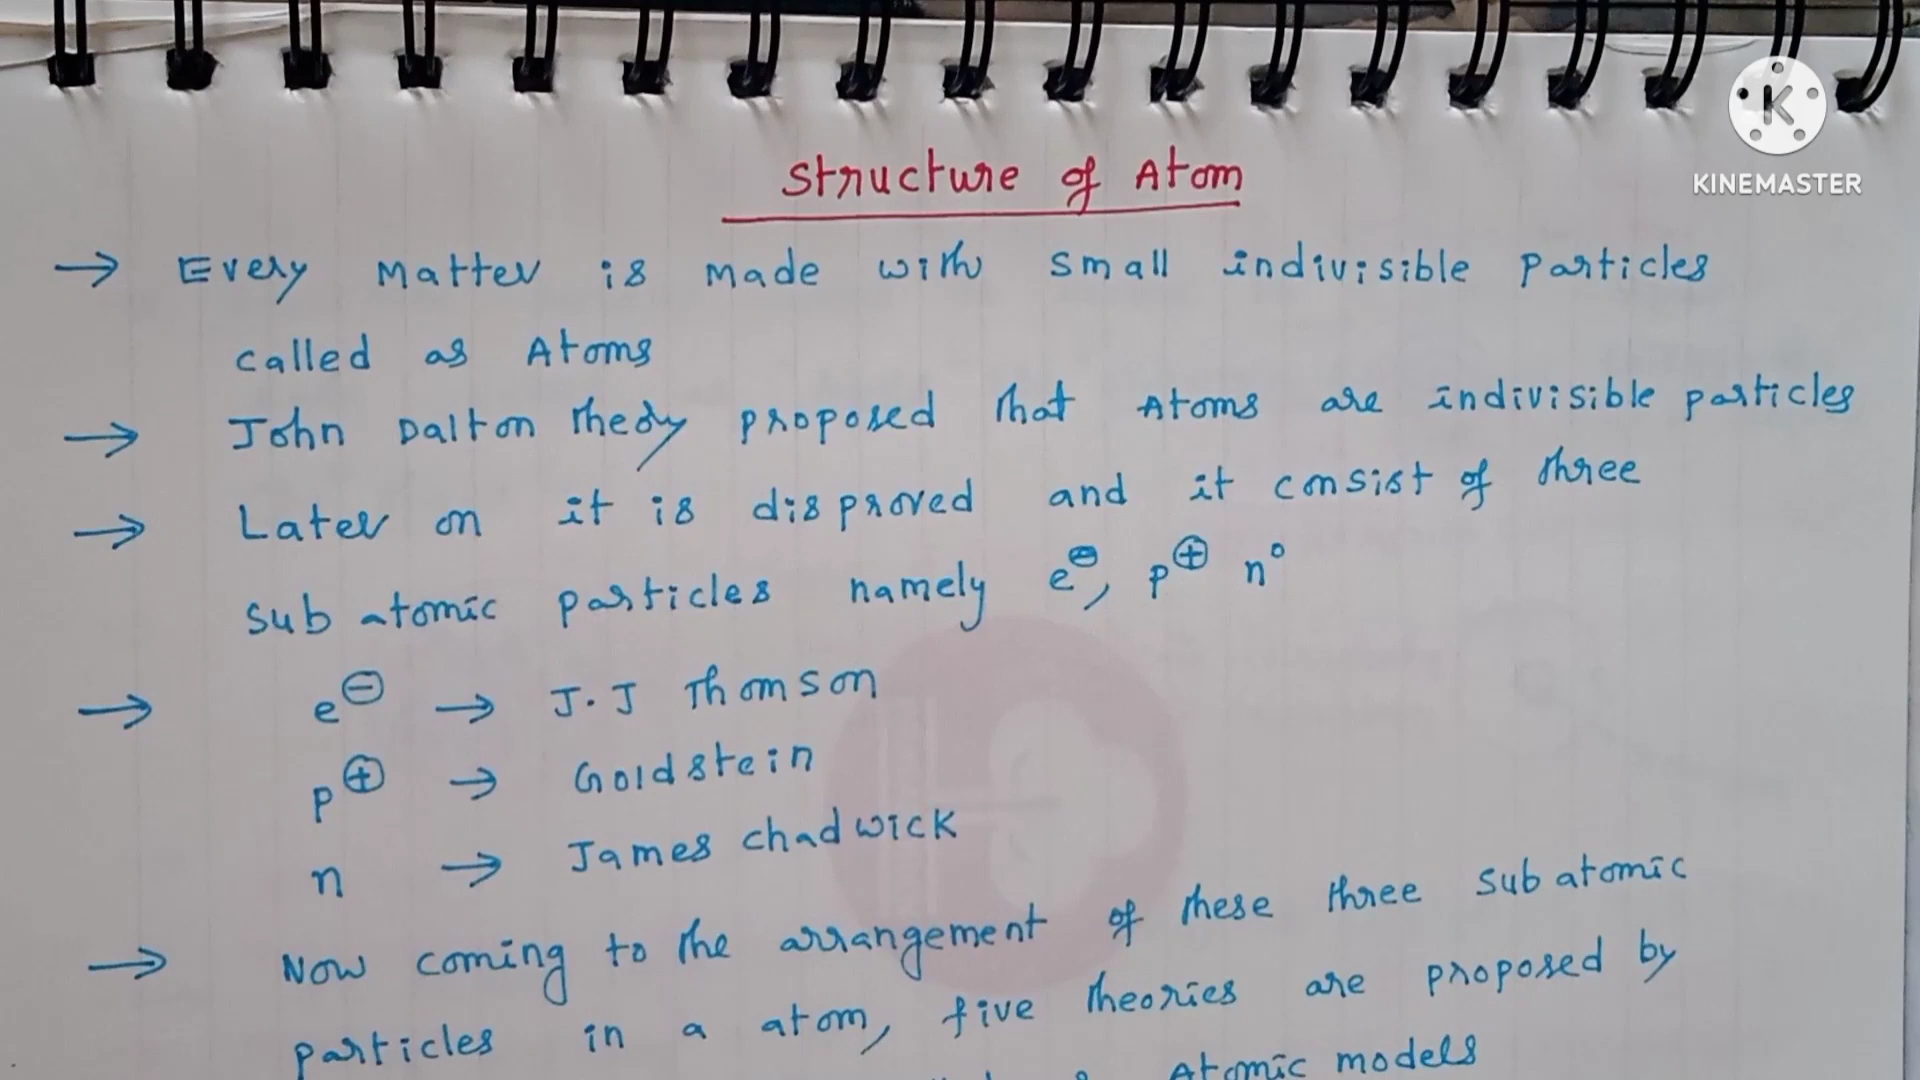 K
KINEMASTER
Structure of Atom
→ Every Matter is made with small indivisible particles
called as Atoms
→ John Dalton theory proposed that Atoms are indivisible particles
→ Later on it is disproved and it consist of three
sub atomic particles namely e⊖, p⊕ n°
→ e⊖ → J.J Thomson
p⊕ → Goldstein
n → James chadwick
→ Now coming to the arrangement of these three sub atomic
particles in a atom, five theories are proposed by
Atomic models